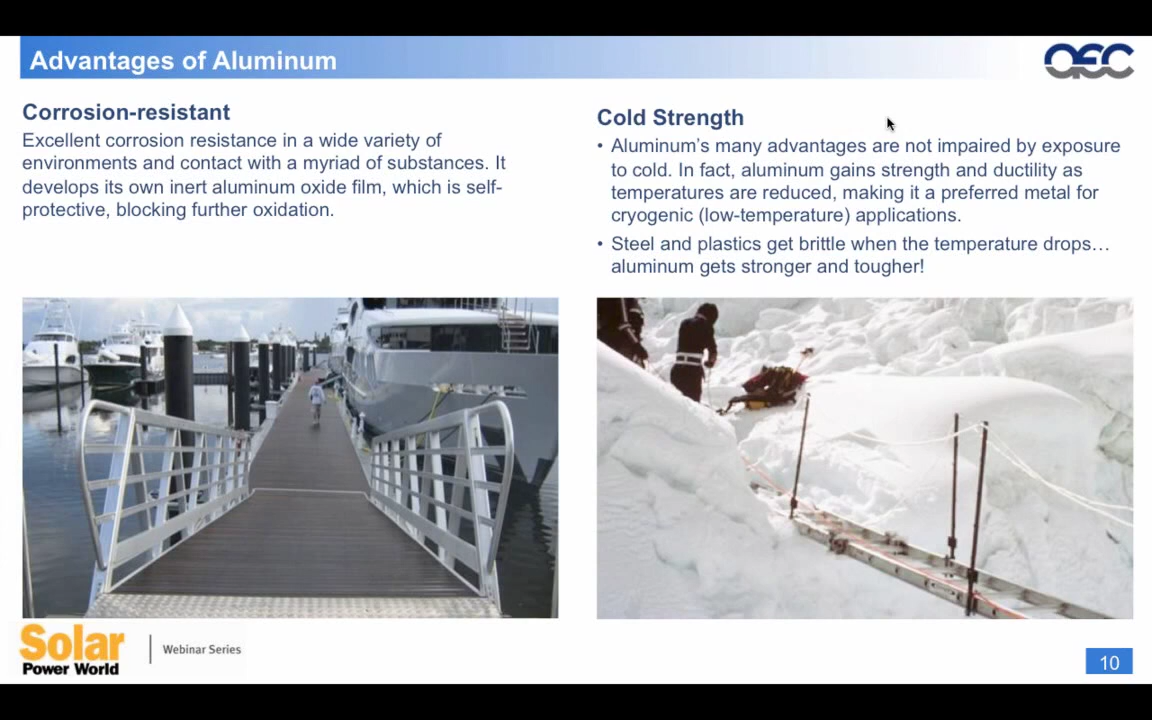 Advantages of Aluminum
AEC
Corrosion-resistant
Excellent corrosion resistance in a wide variety of
environments and contact with a myriad of substances. It
develops its own inert aluminum oxide film, which is self-
protective, blocking further oxidation.
Cold Strength
• Aluminum’s many advantages are not impaired by exposure
to cold. In fact, aluminum gains strength and ductility as
temperatures are reduced, making it a preferred metal for
cryogenic (low-temperature) applications.
• Steel and plastics get brittle when the temperature drops…
aluminum gets stronger and tougher!
Solar
Power World
Webinar Series
10